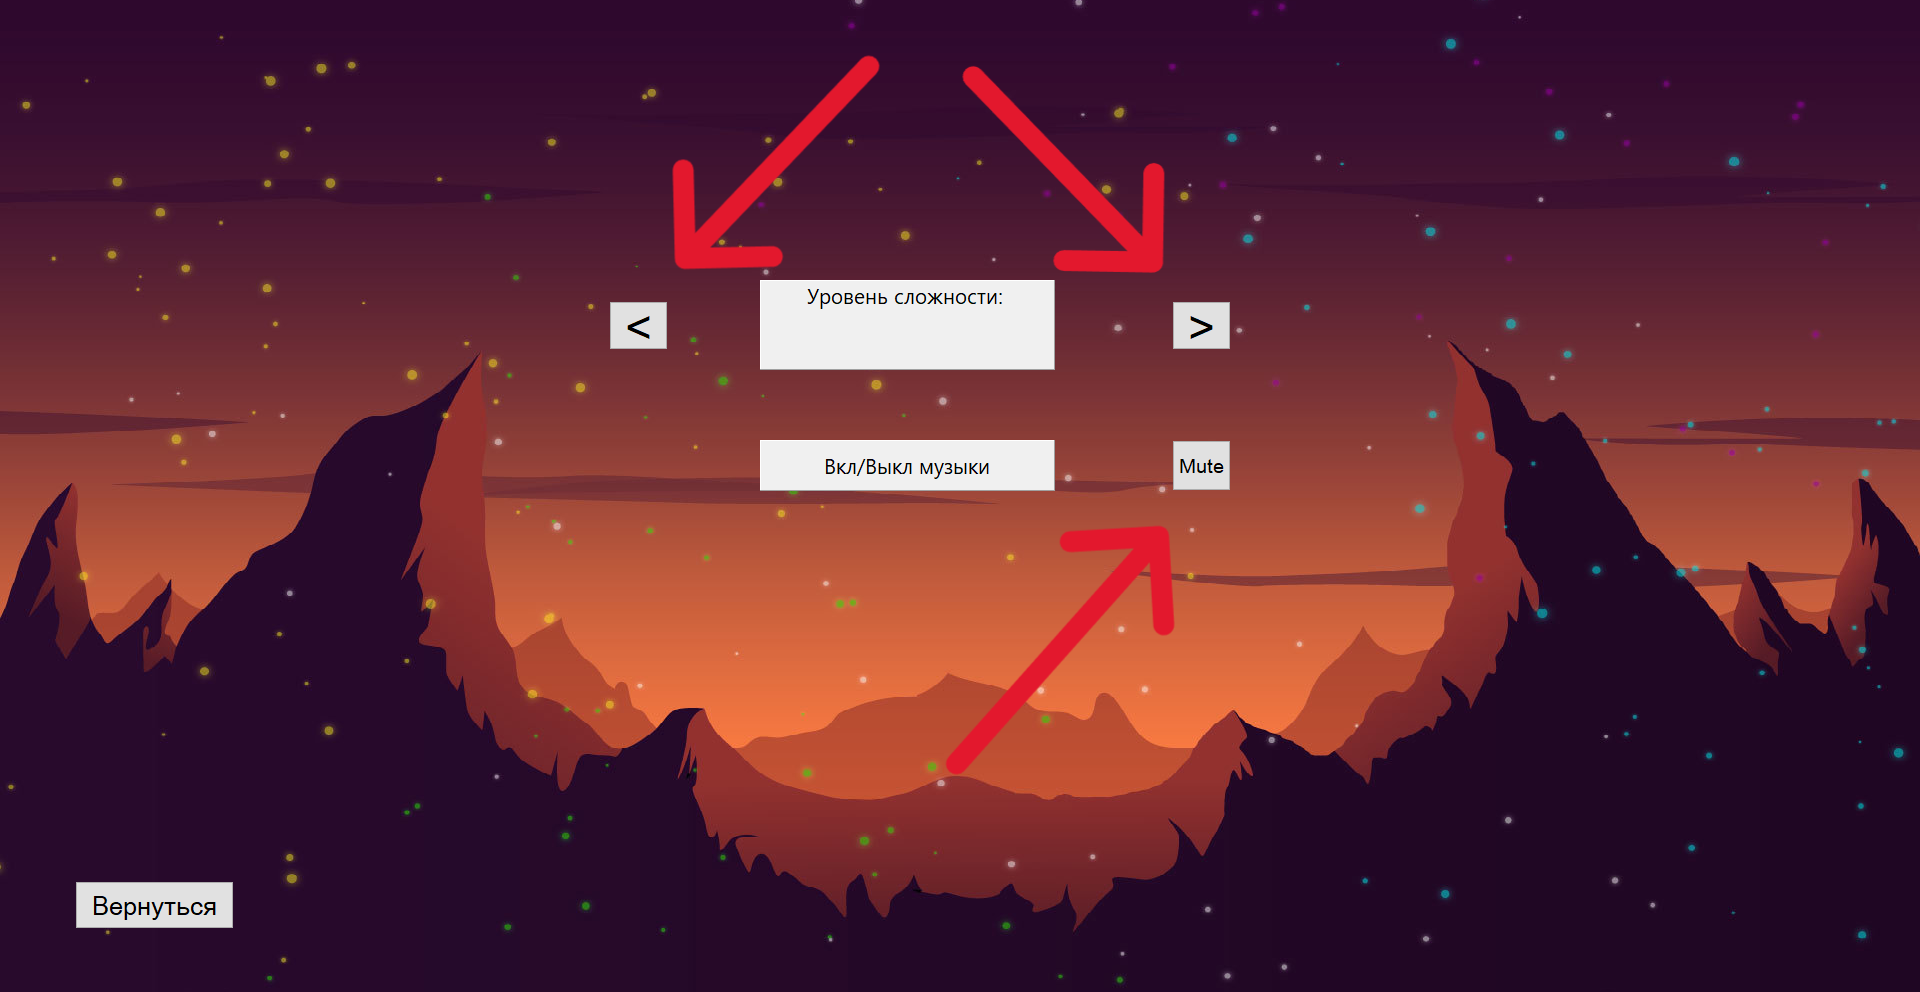 Уровень сложности:
<
>
Вкл/Выкл музыки
Mute
Вернуться